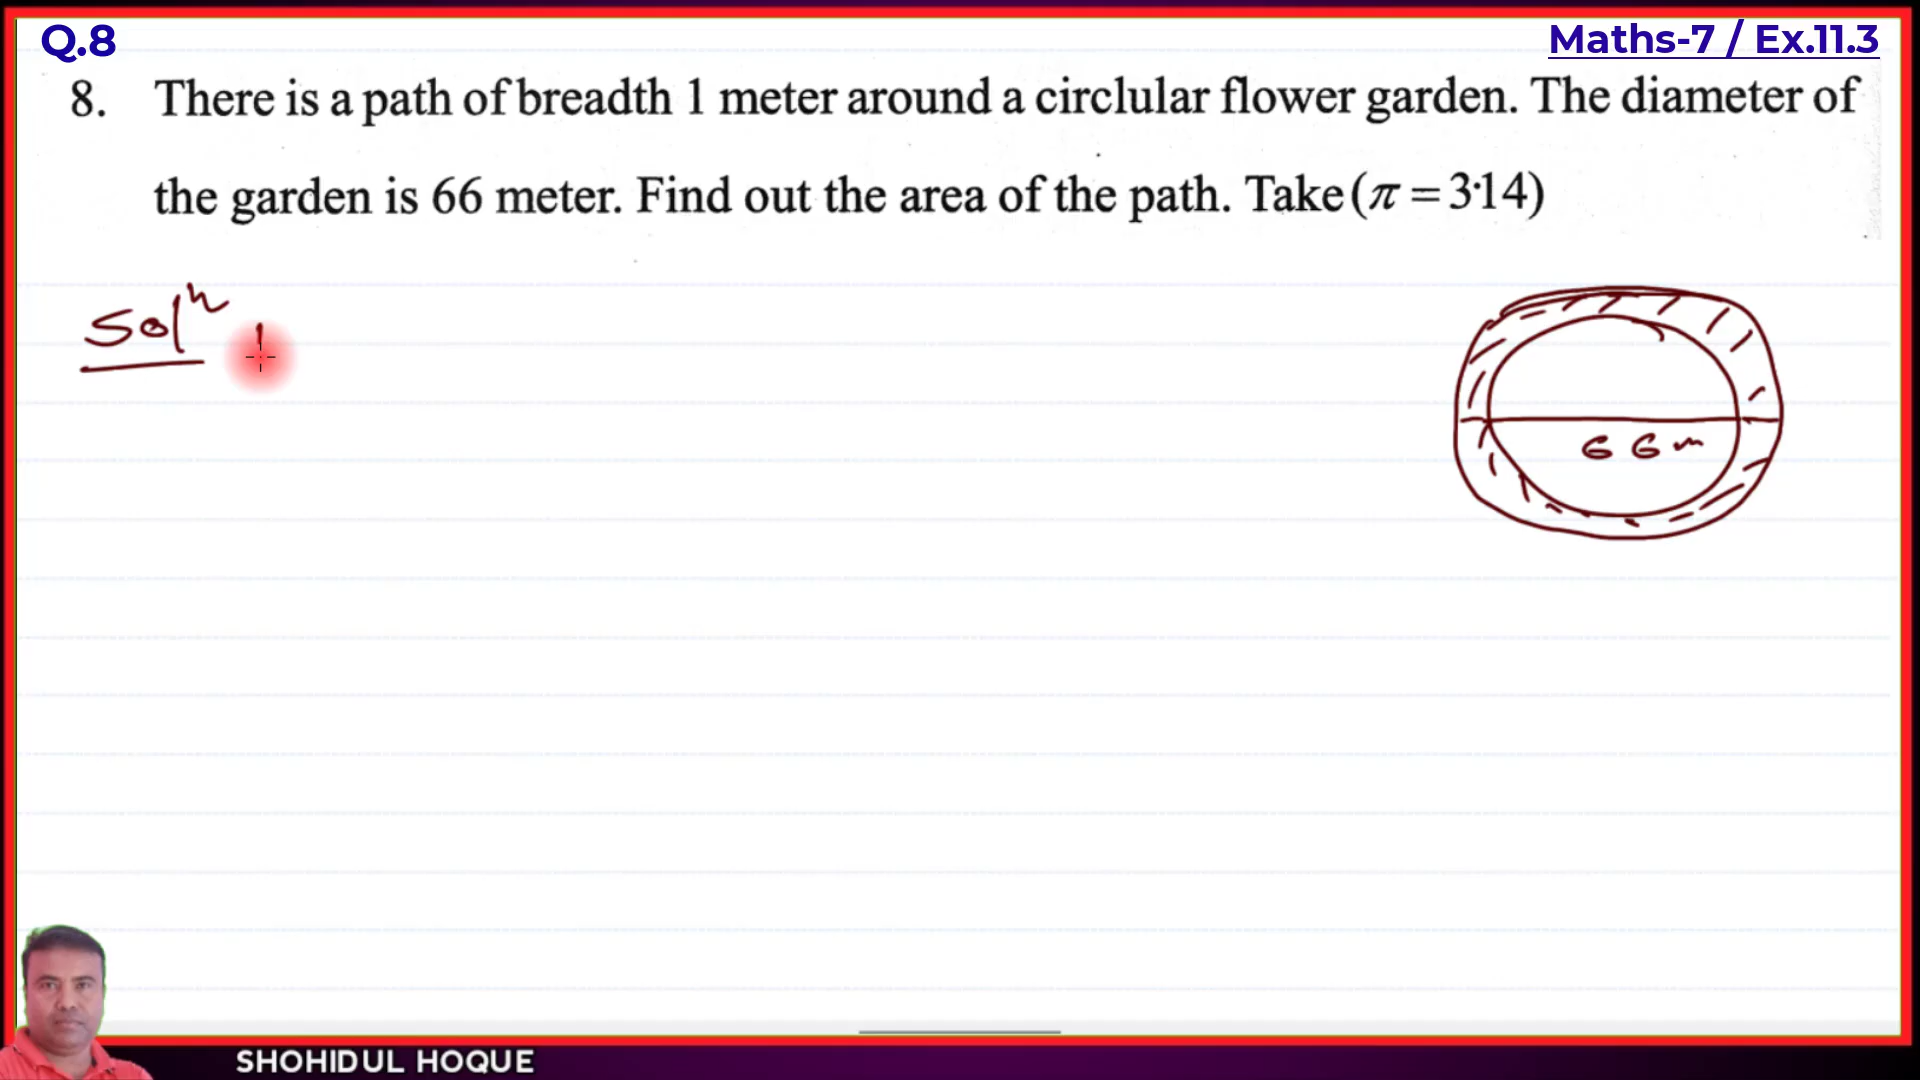 Q.8
Maths-7 / Ex.11.3
8. There is a path of breadth 1 meter around a circlular flower garden. The diameter of
the garden is 66 meter. Find out the area of the path. Take (π = 3·14)
Solⁿ
66m
SHOHIDUL HOQUE